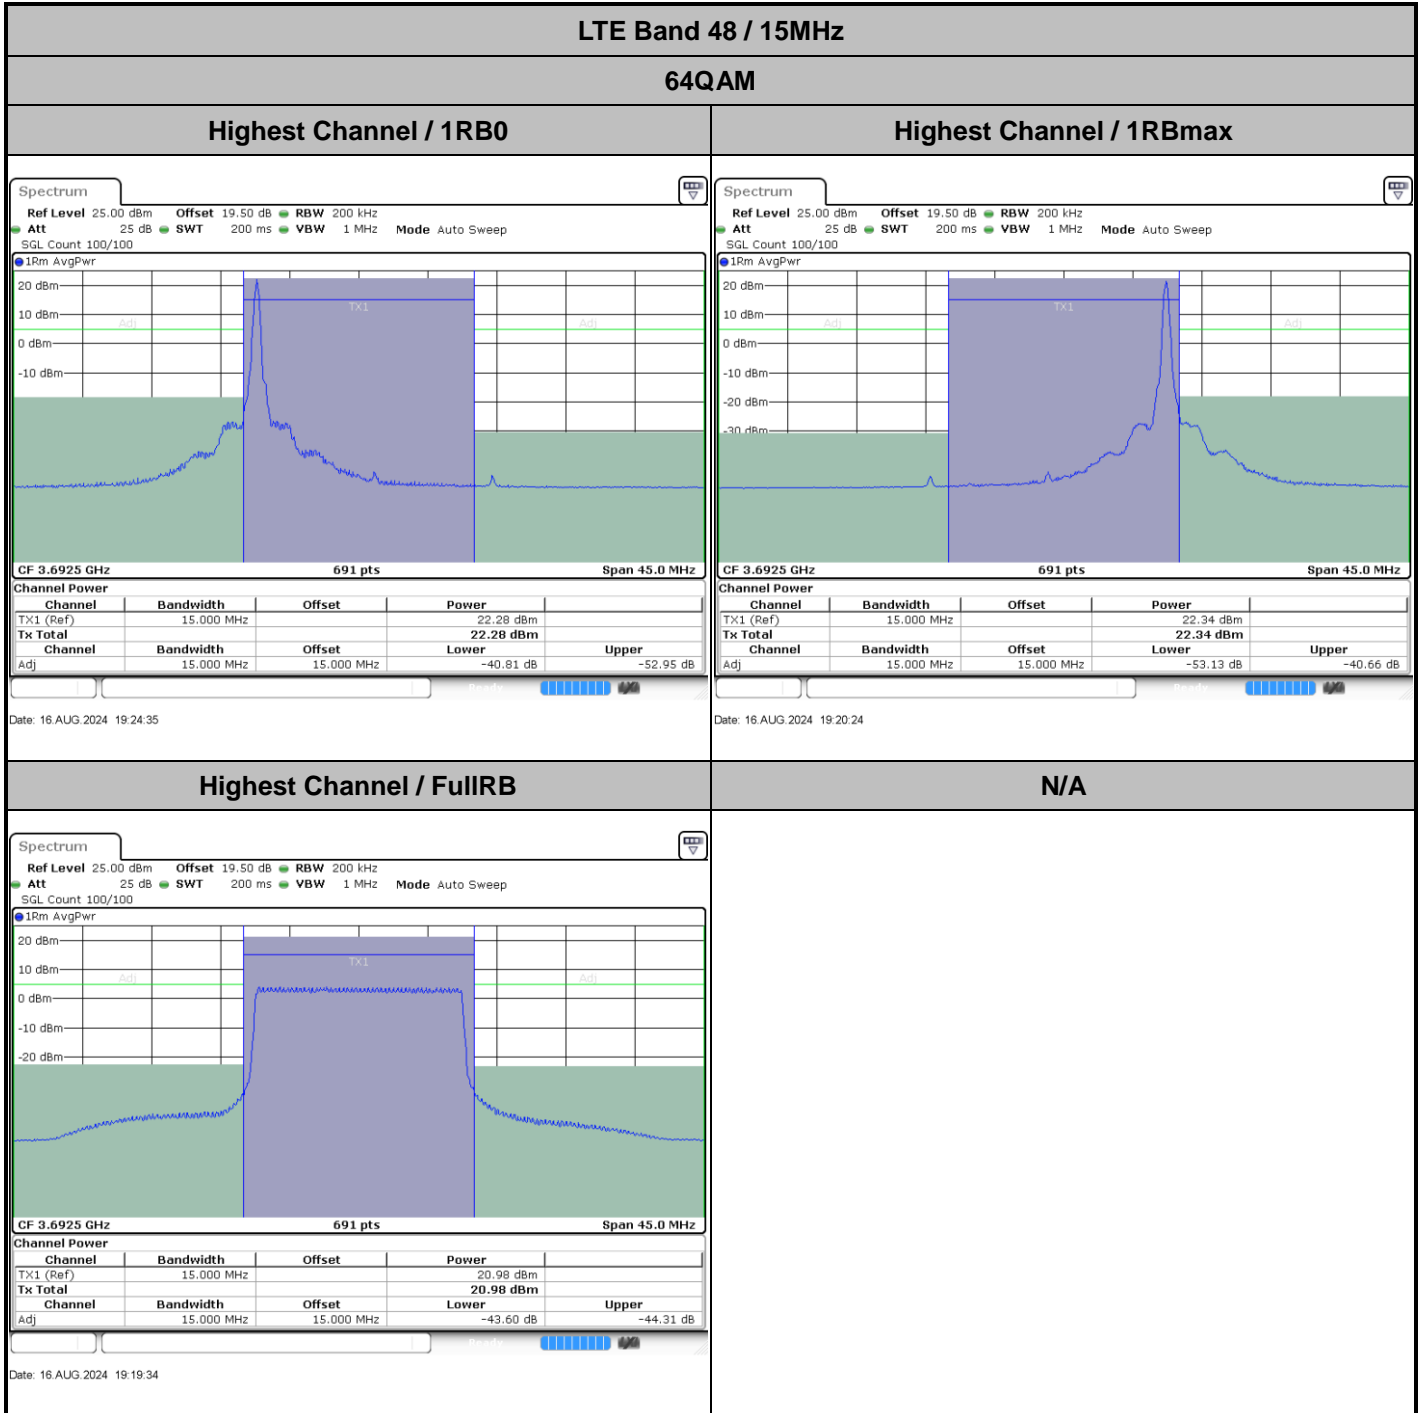 LTE Band 48 / 15MHz
64QAM
Highest Channel / 1RB0
Highest Channel / 1RBmax
Spectrum
Ref Level 25.00 dBm Offset 19.50 dB RBW 200 kHz
Att 25 dB SWT 200 ms VBW 1 MHz Mode Auto Sweep
SGL Count 100/100
1Rm AvgPwr
20 dBm
10 dBm
0 dBm
-10 dBm
Adj
TX1
Adj
CF 3.6925 GHz 691 pts Span 45.0 MHz
Channel Power
Channel Bandwidth Offset Power
TX1 (Ref) 15.000 MHz 22.28 dBm
Tx Total 22.28 dBm
Channel Bandwidth Offset Lower Upper
Adj 15.000 MHz 15.000 MHz -40.81 dB -52.95 dB
Ready
Date: 16.AUG.2024 19:24:35
Spectrum
Ref Level 25.00 dBm Offset 19.50 dB RBW 200 kHz
Att 25 dB SWT 200 ms VBW 1 MHz Mode Auto Sweep
SGL Count 100/100
1Rm AvgPwr
20 dBm
10 dBm
0 dBm
-10 dBm
-20 dBm
-30 dBm
Adj
TX1
Adj
CF 3.6925 GHz 691 pts Span 45.0 MHz
Channel Power
Channel Bandwidth Offset Power
TX1 (Ref) 15.000 MHz 22.34 dBm
Tx Total 22.34 dBm
Channel Bandwidth Offset Lower Upper
Adj 15.000 MHz 15.000 MHz -53.13 dB -40.66 dB
Ready
Date: 16.AUG.2024 19:20:24
Highest Channel / FullRB
N/A
Spectrum
Ref Level 25.00 dBm Offset 19.50 dB RBW 200 kHz
Att 25 dB SWT 200 ms VBW 1 MHz Mode Auto Sweep
SGL Count 100/100
1Rm AvgPwr
20 dBm
10 dBm
0 dBm
-10 dBm
-20 dBm
Adj
TX1
Adj
CF 3.6925 GHz 691 pts Span 45.0 MHz
Channel Power
Channel Bandwidth Offset Power
TX1 (Ref) 15.000 MHz 20.98 dBm
Tx Total 20.98 dBm
Channel Bandwidth Offset Lower Upper
Adj 15.000 MHz 15.000 MHz -43.60 dB -44.31 dB
Ready
Date: 16.AUG.2024 19:19:34